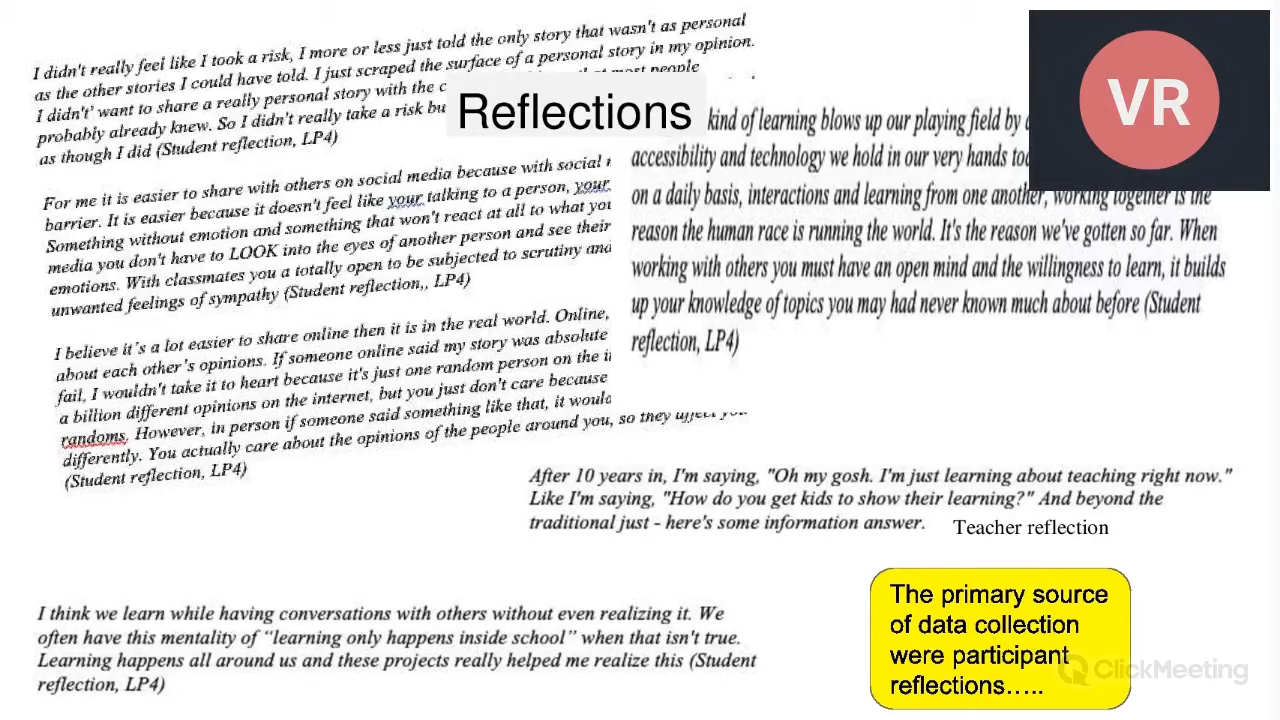 I didn't really feel like I took a risk, I more or less just told the only story that wasn't as personal
as the other stories I could have told. I just scraped the surface of a personal story in my opinion.
I didn't' want to share a really personal story with the
that most people
probably already knew. So I didn't really take a risk
as though I did (Student reflection, LP4)
Reflections
VR
For me it is easier to share with others on social media because with social
barrier. It is easier because it doesn't feel like your talking to a person, your
Something without emotion and something that won't react at all to what
media you don't have to LOOK into the eyes of another person and see their
emotions. With classmates you a totally open to be subjected to scrutiny and
unwanted feelings of sympathy (Student reflection,, LP4)
I believe it's a lot easier to share online then it is in the real world. Online,
about each other's opinions. If someone online said my story was absolute
fail, I wouldn't take it to heart because it's just one random person on the
a billion different opinions on the internet, but you just don't care because
randoms. However, in person if someone said something like that, it
differently. You actually care about the opinions of the people around you, so they affect
(Student reflection, LP4)
kind of learning blows up our playing field by
accessibility and technology we hold in our very hands
on a daily basis, interactions and learning from one another, working together is the
reason the human race is running the world. It's the reason we've gotten so far. When
working with others you must have an open mind and the willingness to learn, it builds
up your knowledge of topics you may had never known much about before (Student
reflection, LP4)
After 10 years in, I'm saying, "Oh my gosh. I'm just learning about teaching right now."
Like I'm saying, "How do you get kids to show their learning?" And beyond the
traditional just - here's some information answer.
Teacher reflection
I think we learn while having conversations with others without even realizing it. We
often have this mentality of "learning only happens inside school" when that isn't true.
Learning happens all around us and these projects really helped me realize this (Student
reflection, LP4)
The primary source
of data collection
were participant
reflections…..
ClickMeeting